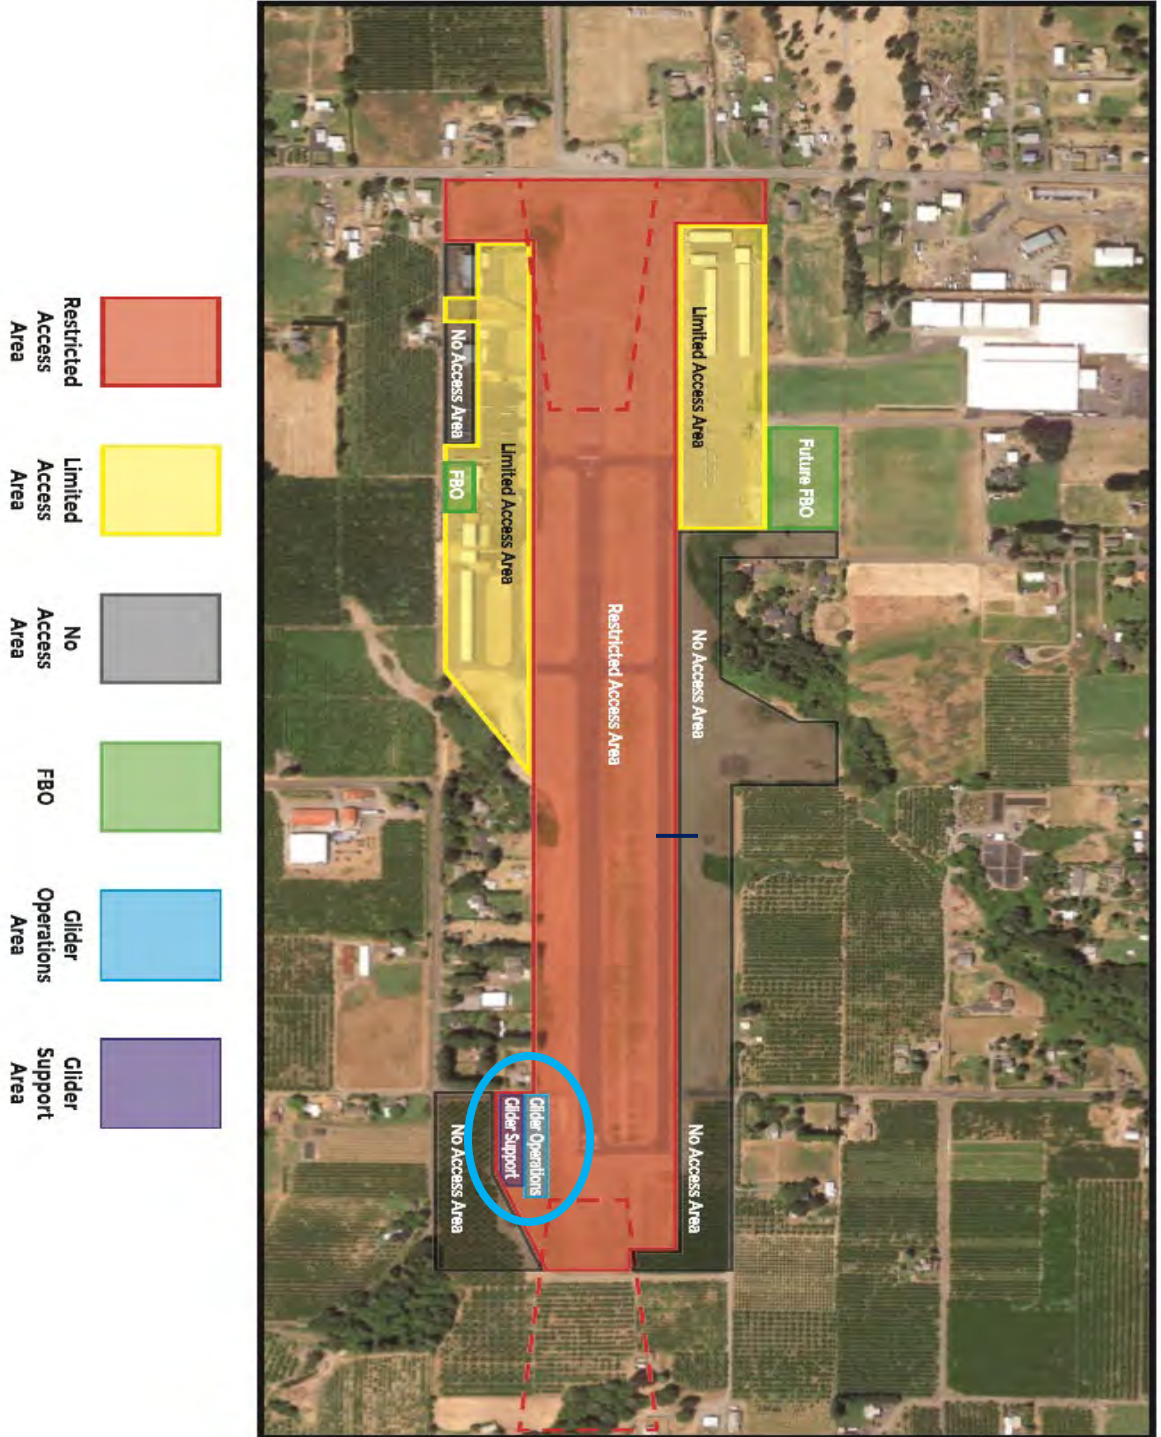 Limited Access Area
Future FBO
No Access Area
Limited Access Area
FBO
Restricted Access Area
No Access Area
Glider Operations
Glider Support
No Access Area
No Access Area
Restricted
Access
Area
Limited
Access
Area
No
Access
Area
FBO
Glider
Operations
Area
Glider
Support
Area